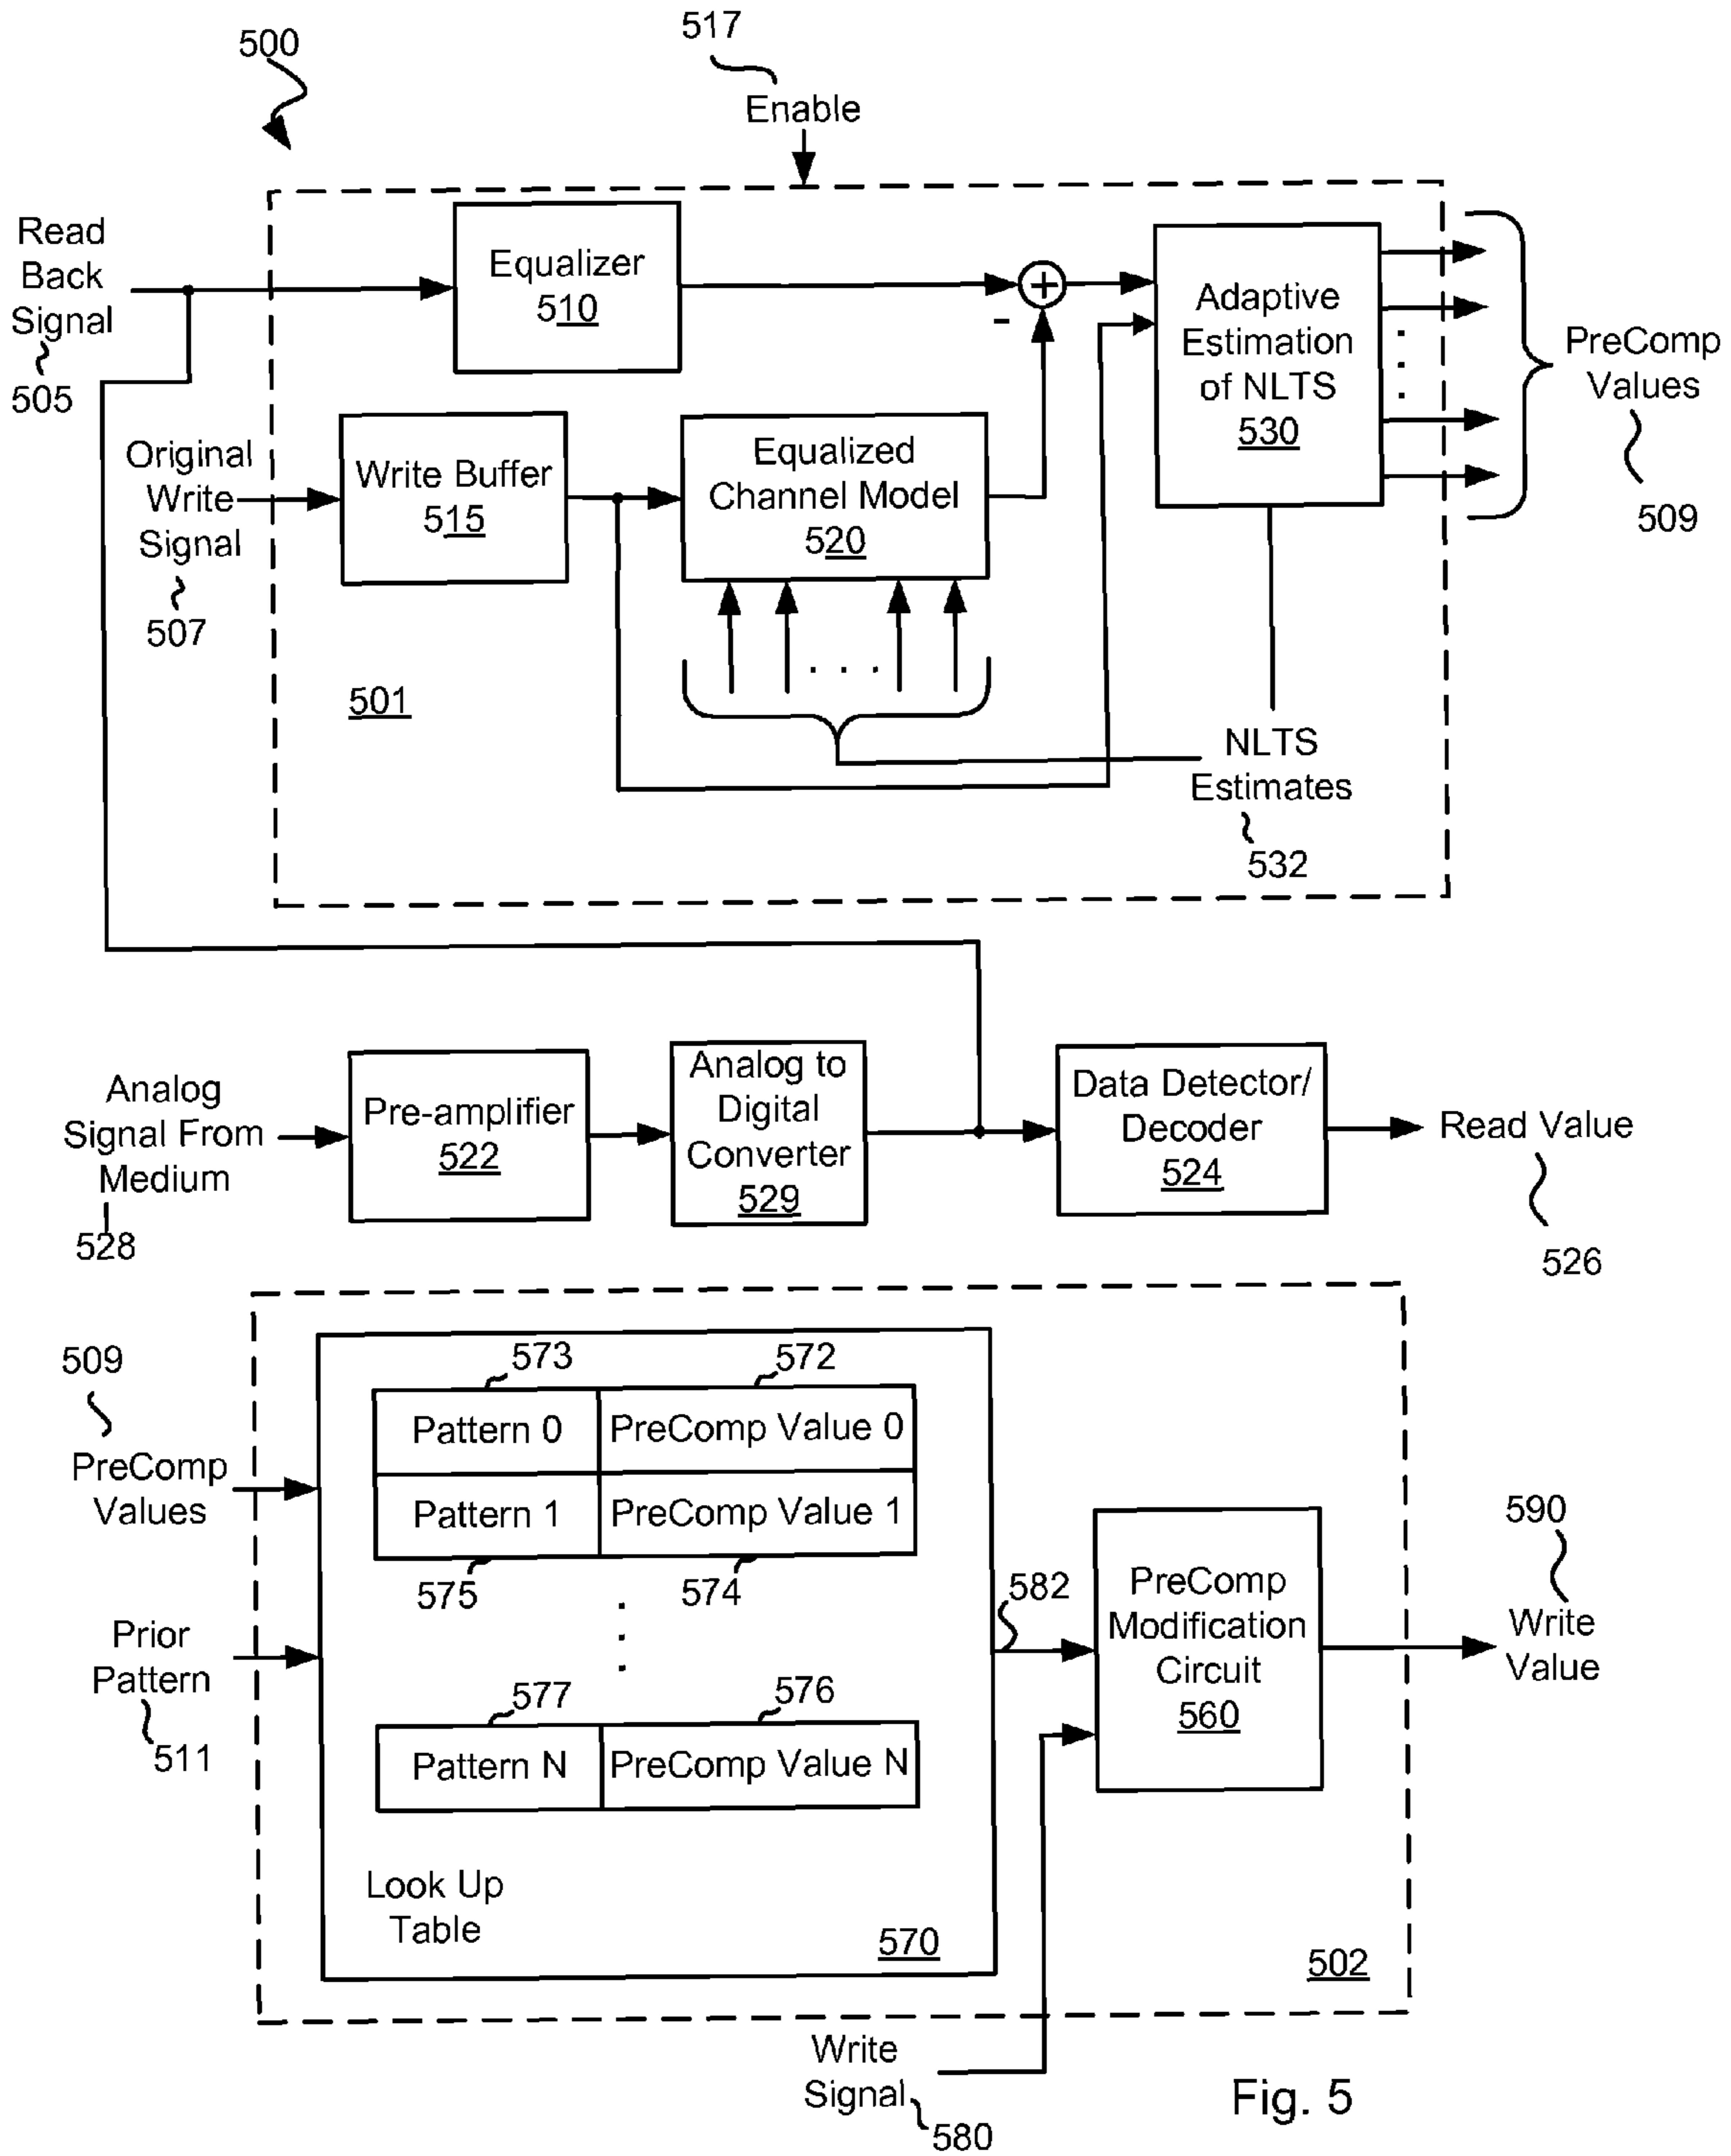 500
517
Enable
Read
Back
Signal
505
Equalizer
510
+
-
Adaptive
Estimation
of NLTS
530
PreComp
Values
509
Original
Write
Signal
507
Write Buffer
515
Equalized
Channel Model
520
. . .
501
NLTS
Estimates
532
Analog
Signal From
Medium
528
Pre-amplifier
522
Analog to
Digital
Converter
529
Data Detector/
Decoder
524
Read Value
526
509
PreComp
Values
Prior
Pattern
511
573
572
Pattern 0
PreComp Value 0
Pattern 1
PreComp Value 1
575
574
577
576
Pattern N
PreComp Value N
Look Up
Table
570
582
PreComp
Modification
Circuit
560
590
Write
Value
502
Write
Signal
580
Fig. 5